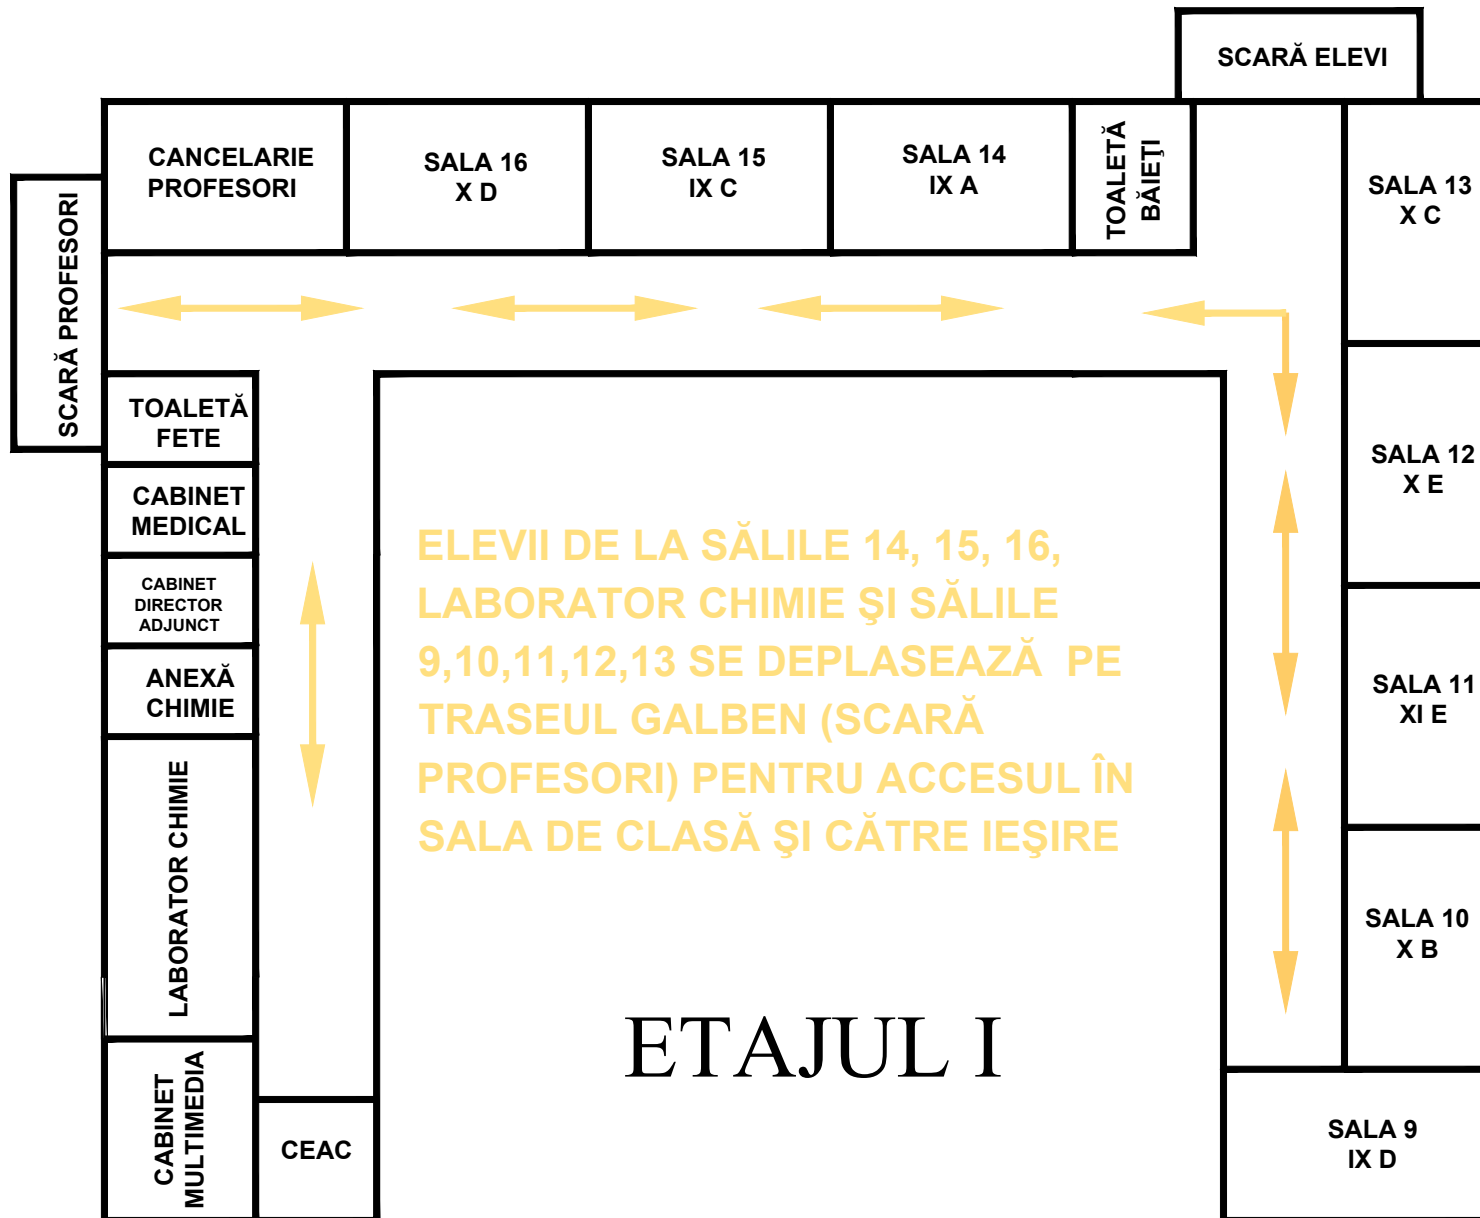 SCARĂ ELEVI
CANCELARIE
PROFESORI
SALA 16
X D
SALA 15
IX C
SALA 14
IX A
TOALETĂ
BĂIEŢI
SALA 13
X C
SCARĂ PROFESORI
TOALETĂ
FETE
SALA 12
X E
CABINET
MEDICAL
CABINET
DIRECTOR
ADJUNCT
ANEXĂ
CHIMIE
ELEVII DE LA SĂLILE 14, 15, 16,
LABORATOR CHIMIE ŞI SĂLILE
9,10,11,12,13 SE DEPLASEAZĂ PE
TRASEUL GALBEN (SCARĂ
PROFESORI) PENTRU ACCESUL ÎN
SALA DE CLASĂ ŞI CĂTRE IEŞIRE
SALA 11
XI E
LABORATOR CHIMIE
SALA 10
X B
ETAJUL I
CABINET
MULTIMEDIA
CEAC
SALA 9
IX D